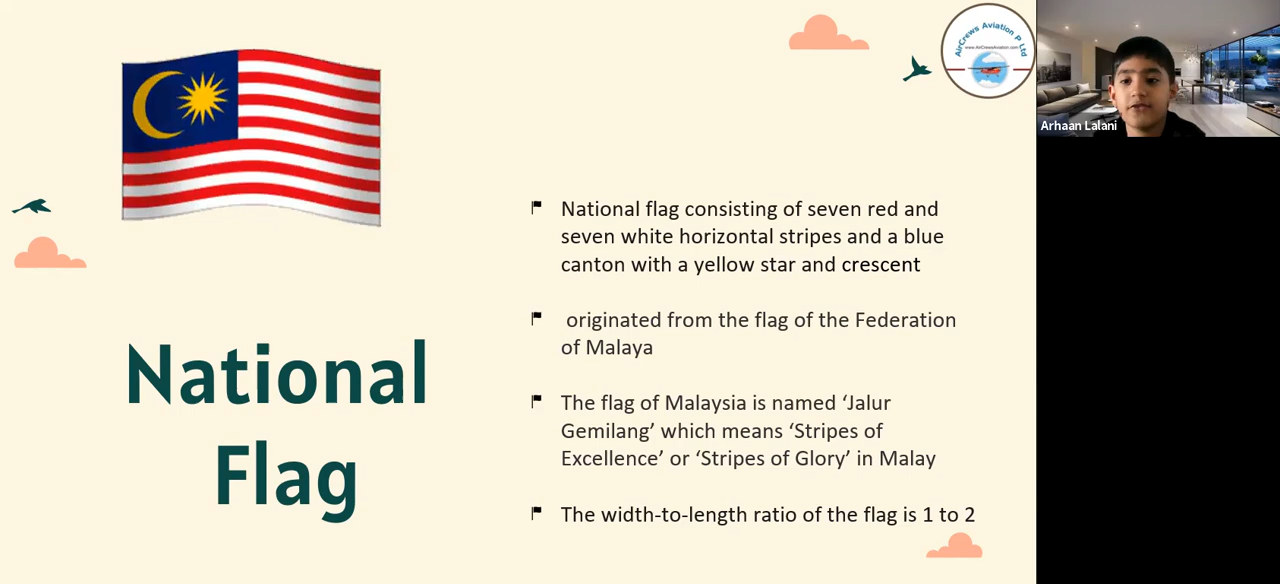 AirCrews Aviation P Ltd
www.AirCrewsAviation.com
Arhaan Lalani
National flag consisting of seven red and
seven white horizontal stripes and a blue
canton with a yellow star and crescent
originated from the flag of the Federation
of Malaya
The flag of Malaysia is named ‘Jalur
Gemilang’ which means ‘Stripes of
Excellence’ or ‘Stripes of Glory’ in Malay
The width-to-length ratio of the flag is 1 to 2
National
Flag